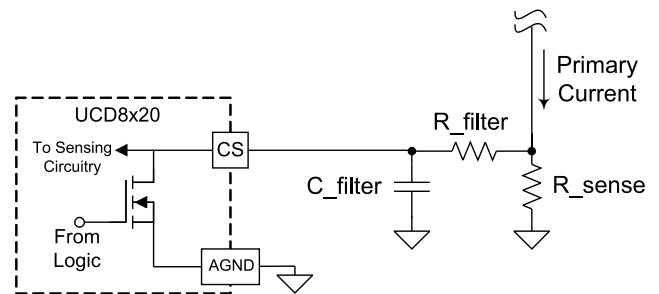 Primary
Current
UCD8x20
R_filter
To Sensing
Circuitry
CS
C_filter
R_sense
From
Logic
AGND